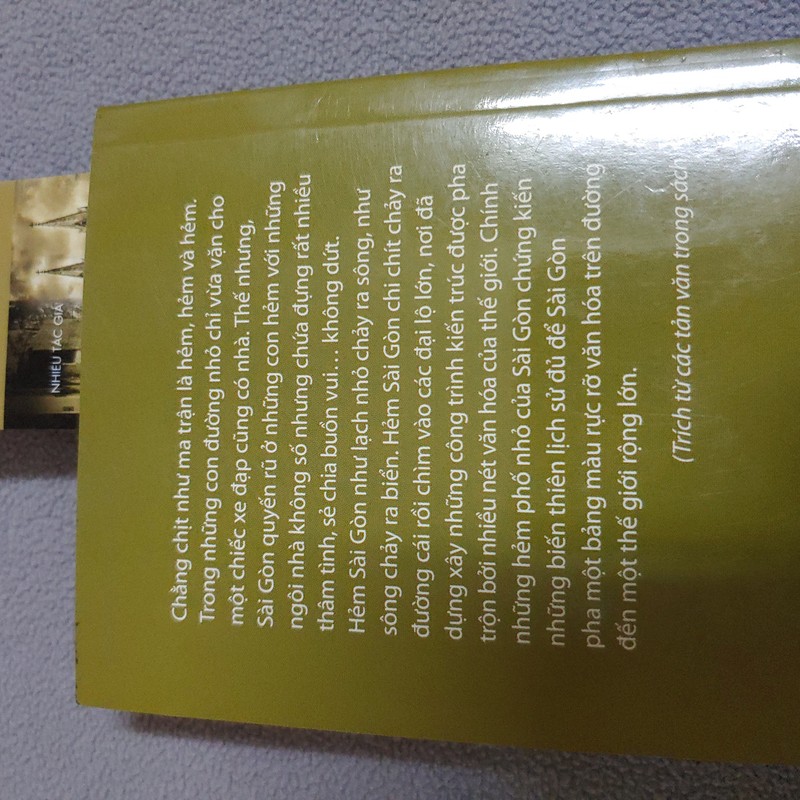 Chằng chịt như ma trận là hẻm, hẻm và hẻm.
Trong những con đường nhỏ chỉ vừa vặn cho
một chiếc xe đạp cũng có nhà. Thế nhưng,
Sài Gòn quyến rũ ở những con hẻm với những
ngôi nhà không số nhưng chứa đựng rất nhiều
thâm tình, sẻ chia buồn vui... không dứt.
Hẻm Sài Gòn như lạch nhỏ chảy ra sông, như
sông chảy ra biển. Hẻm Sài Gòn chi chít chảy ra
đường cái rồi chìm vào các đại lộ lớn, nơi đã
dựng xây những công trình kiến trúc được pha
trộn bởi nhiều nét văn hóa của thế giới. Chính
những hẻm phố nhỏ của Sài Gòn chứng kiến
những biến thiên lịch sử đủ để Sài Gòn
pha một bảng màu rực rỡ văn hóa trên đường
đến một thế giới rộng lớn.
(Trích từ các tản văn trong sách)
NHIỀU TÁC GIẢ